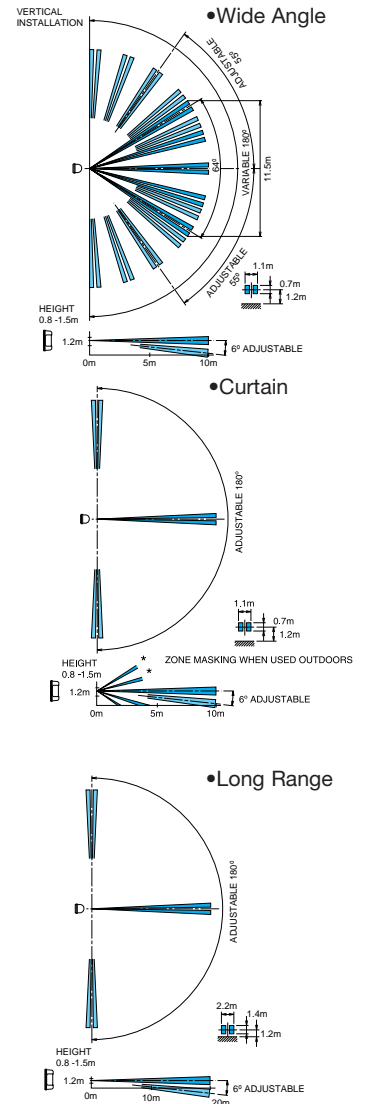 VERTICAL
INSTALLATION
•Wide Angle
ADJUSTABLE
55º
64º
VARIABLE 180º
11.5m
ADJUSTABLE
55º
1.1m
0.7m
1.2m
HEIGHT
0.8 -1.5m
1.2m
6º ADJUSTABLE
0m 5m 10m
•Curtain
ADJUSTABLE 180º
1.1m
0.7m
1.2m
* ZONE MASKING WHEN USED OUTDOORS
HEIGHT
0.8 -1.5m
*
1.2m
6º ADJUSTABLE
0m 5m 10m
•Long Range
ADJUSTABLE 180º
2.2m
1.4m
1.2m
HEIGHT
0.8 -1.5m
1.2m
6º ADJUSTABLE
0m 10m 20m